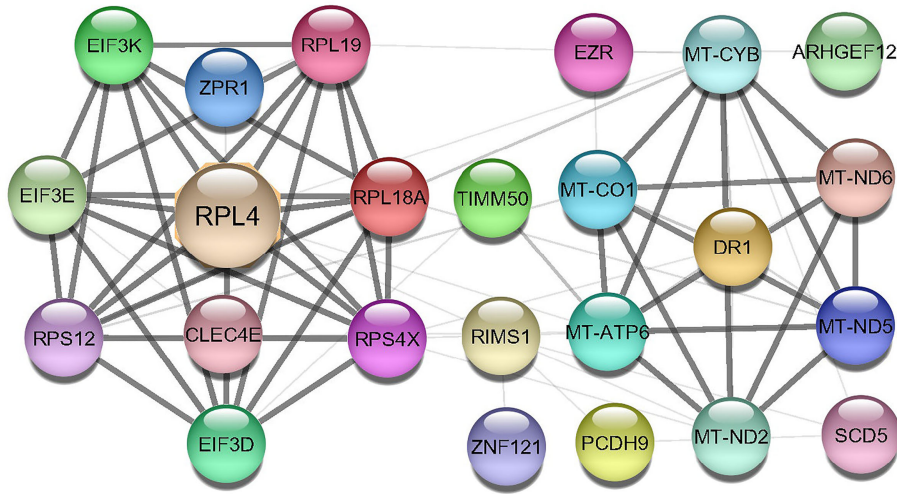 EIF3K
RPL19
EZR
MT-CYB
ARHGEF12
ZPR1
EIF3E
RPL4
RPL18A
TIMM50
MT-CO1
MT-ND6
DR1
RPS12
CLEC4E
RPS4X
RIMS1
MT-ATP6
MT-ND5
EIF3D
ZNF121
PCDH9
MT-ND2
SCD5